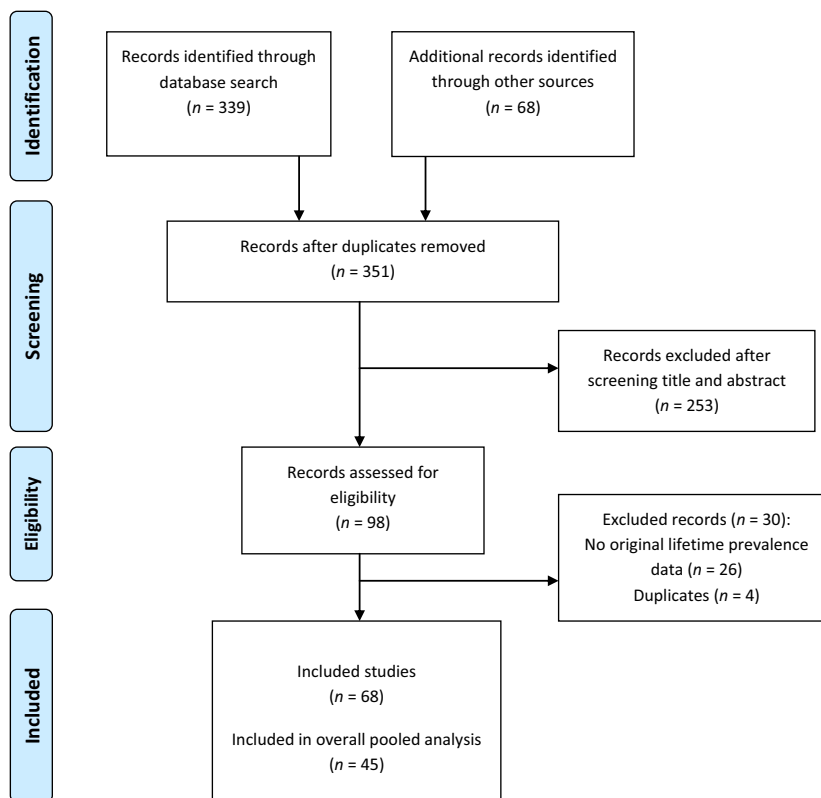 Identification
Records identified through
database search
(n = 339)
Additional records identified
through other sources
(n = 68)
Screening
Records after duplicates removed
(n = 351)
Records excluded after
screening title and abstract
(n = 253)
Eligibility
Records assessed for
eligibility
(n = 98)
Excluded records (n = 30):
No original lifetime prevalence
data (n = 26)
Duplicates (n = 4)
Included
Included studies
(n = 68)
Included in overall pooled analysis
(n = 45)